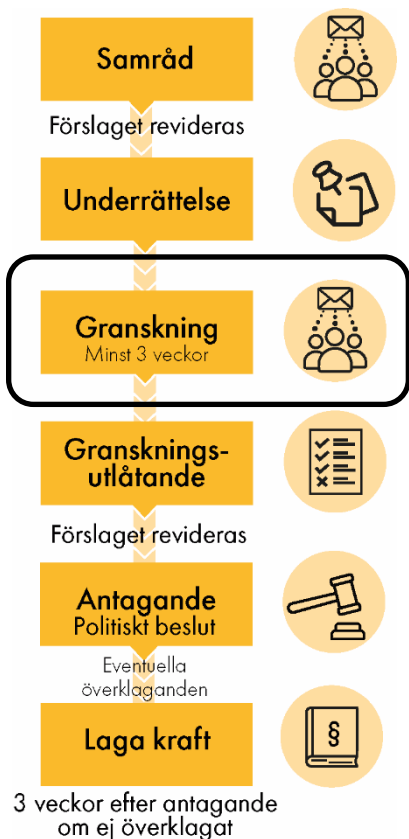 Samråd
Förslaget revideras
Underrättelse
Granskning
Minst 3 veckor
Gransknings-
utlåtande
Förslaget revideras
Antagande
Politiskt beslut
Eventuella
överklaganden
Laga kraft
§
3 veckor efter antagande
om ej överklagat